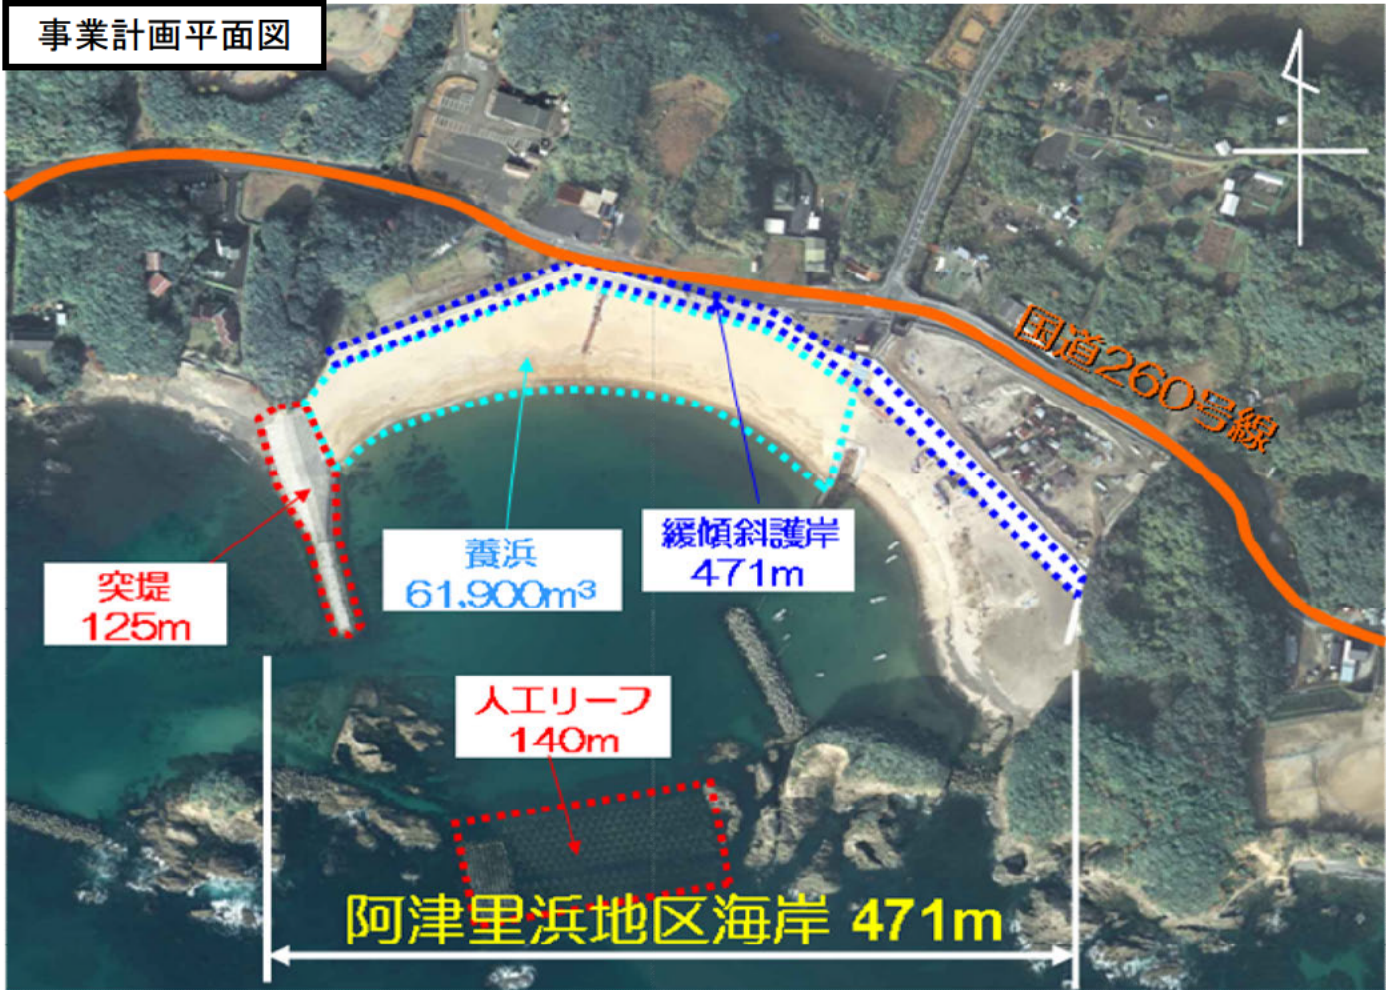 事業計画平面図
国道260号線
養浜
61.900m³
緩傾斜護岸
471m
突堤
125m
人工リーフ
140m
阿津里浜地区海岸 471m